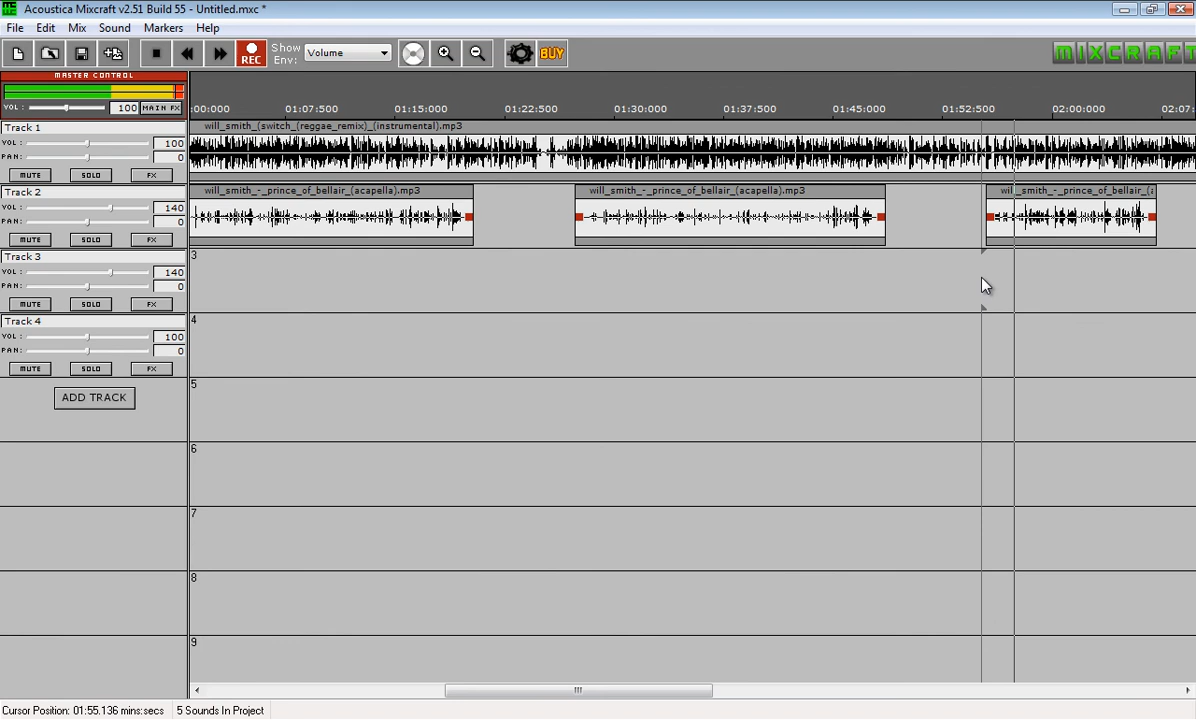 Acoustica Mixcraft v2.51 Build 55 - Untitled.mxc *
File Edit Mix Sound Markers Help
REC Show Env: Volume BUY MIXCRAFT
MASTER CONTROL
VOL: 100 MAIN FX
:00:000 01:07:500 01:15:000 01:22:500 01:30:000 01:37:500 01:45:000 01:52:500 02:00:000 02:07:
Track 1
will_smith_(switch_(reggae_remix)_(instrumental).mp3
VOL: 100
PAN: 0
MUTE SOLO FX
Track 2
will_smith_-_prince_of_bellair_(acapella).mp3 will_smith_-_prince_of_bellair_(acapella).mp3 will_smith_-_prince_of_bellair_(a
VOL: 140
PAN: 0
MUTE SOLO FX
Track 3 3
VOL: 140
PAN: 0
MUTE SOLO FX
Track 4 4
VOL: 100
PAN: 0
MUTE SOLO FX
5
ADD TRACK
6
7
8
9
Cursor Position: 01:55.136 mins:secs 5 Sounds In Project